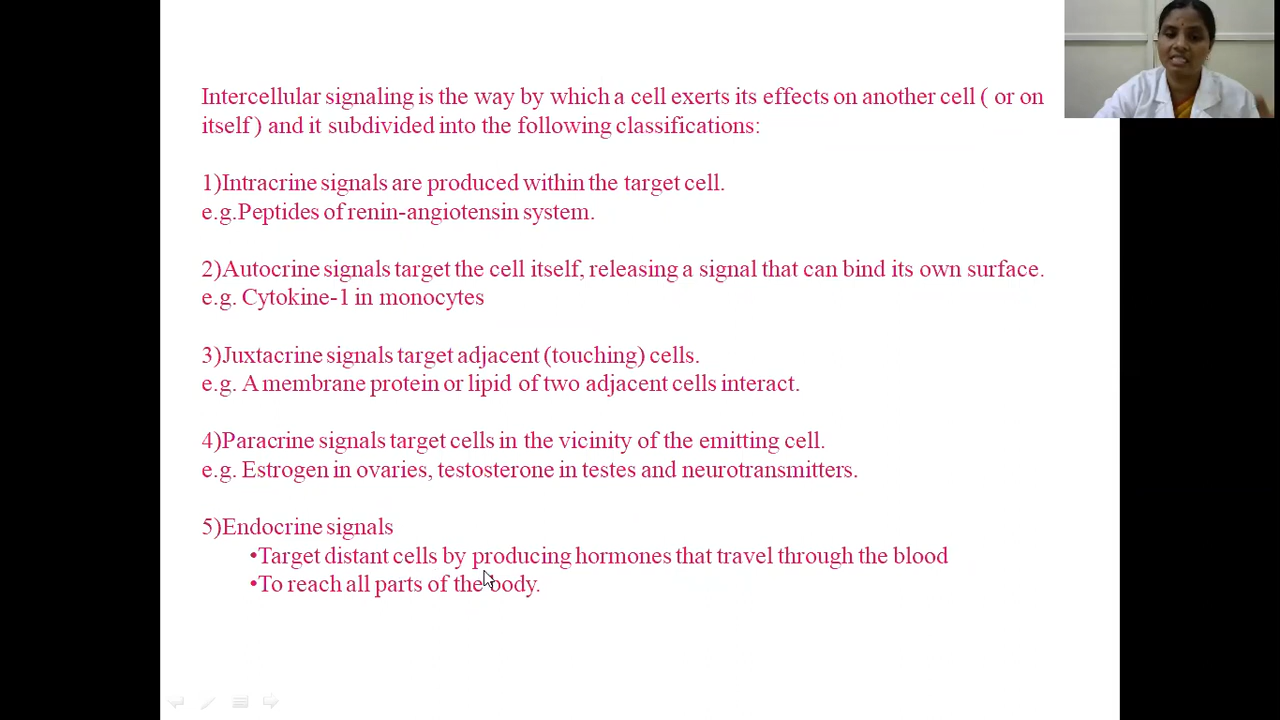 Intercellular signaling is the way by which a cell exerts its effects on another cell ( or on
itself ) and it subdivided into the following classifications:
1)Intracrine signals are produced within the target cell.
e.g.Peptides of renin-angiotensin system.
2)Autocrine signals target the cell itself, releasing a signal that can bind its own surface.
e.g. Cytokine-1 in monocytes
3)Juxtacrine signals target adjacent (touching) cells.
e.g. A membrane protein or lipid of two adjacent cells interact.
4)Paracrine signals target cells in the vicinity of the emitting cell.
e.g. Estrogen in ovaries, testosterone in testes and neurotransmitters.
5)Endocrine signals
•Target distant cells by producing hormones that travel through the blood
•To reach all parts of the body.